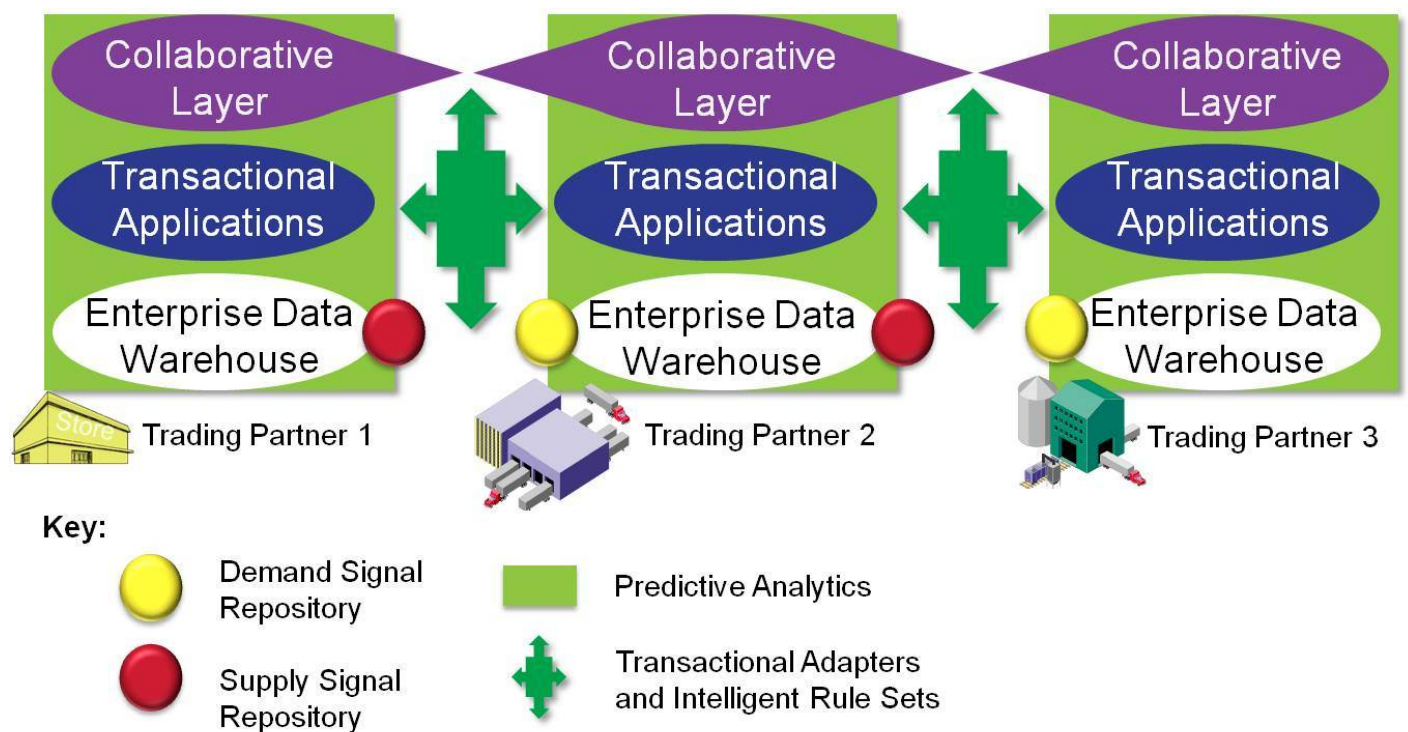 Collaborative
Layer
Collaborative
Layer
Collaborative
Layer
Transactional
Applications
Transactional
Applications
Transactional
Applications
Enterprise Data
Warehouse
Enterprise Data
Warehouse
Enterprise Data
Warehouse
Store
Trading Partner 1
Trading Partner 2
Trading Partner 3
Key:
Demand Signal
Repository
Predictive Analytics
Supply Signal
Repository
Transactional Adapters
and Intelligent Rule Sets